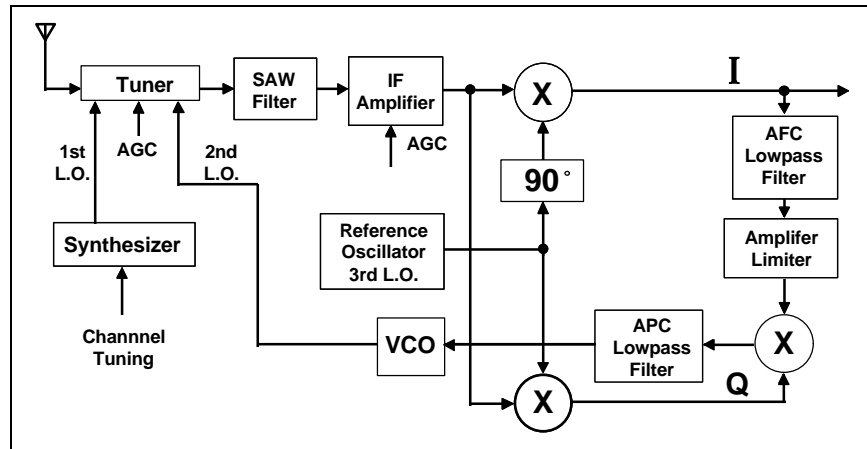 Tuner
SAW
Filter
IF
Amplifier
X
I
AGC
1st
L.O.
2nd
L.O.
AGC
90°
AFC
Lowpass
Filter
Synthesizer
Reference
Oscillator
3rd L.O.
Amplifer
Limiter
Channnel
Tuning
VCO
APC
Lowpass
Filter
X
X
Q